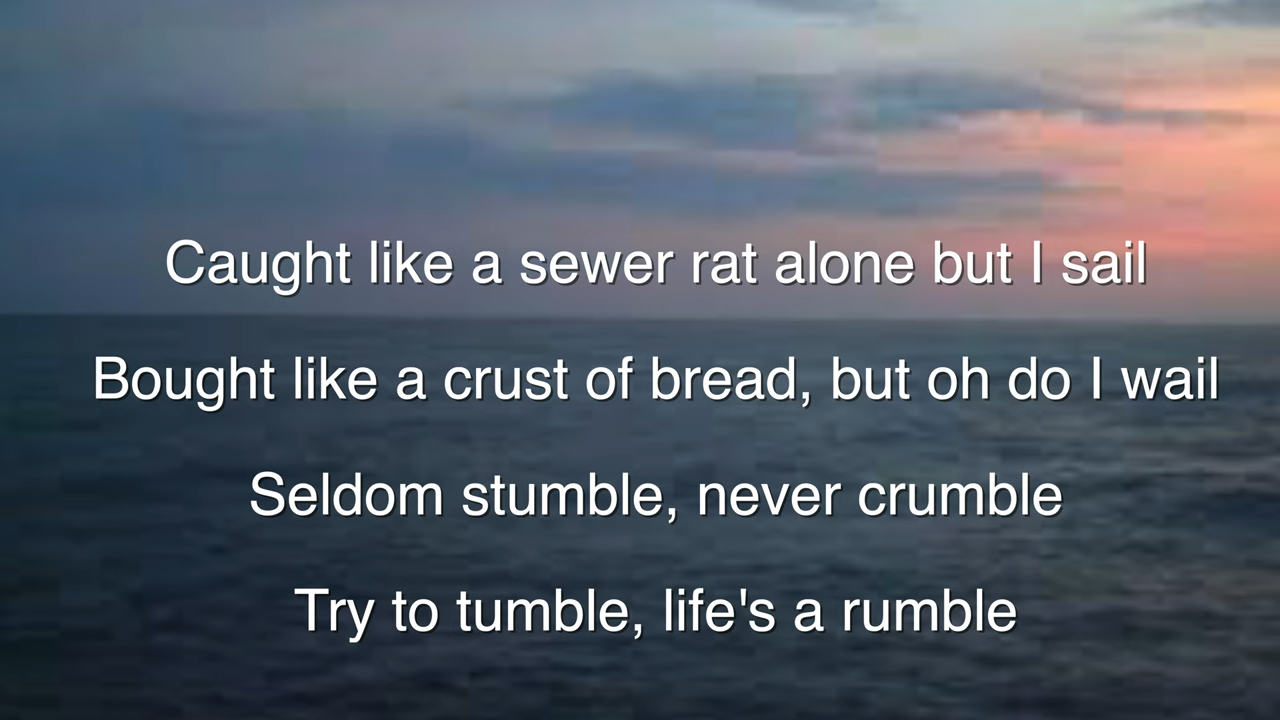 Caught like a sewer rat alone but I sail
Bought like a crust of bread, but oh do I wail
Seldom stumble, never crumble
Try to tumble, life's a rumble